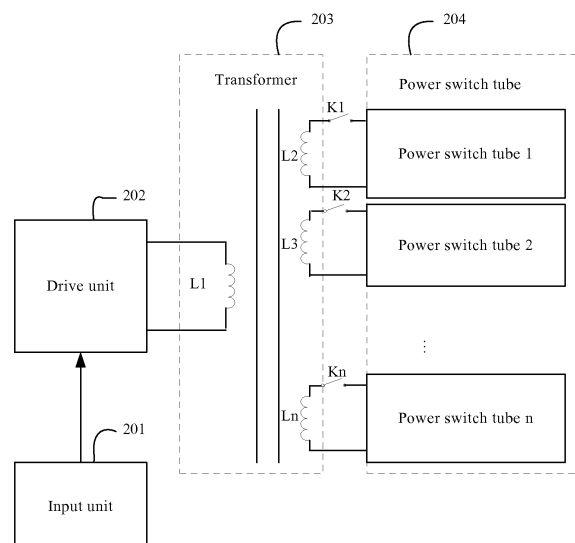 203
204
Transformer
Power switch tube
K1
L2
Power switch tube 1
202
K2
L3
Power switch tube 2
Drive unit
L1
...
Kn
Ln
Power switch tube n
201
Input unit